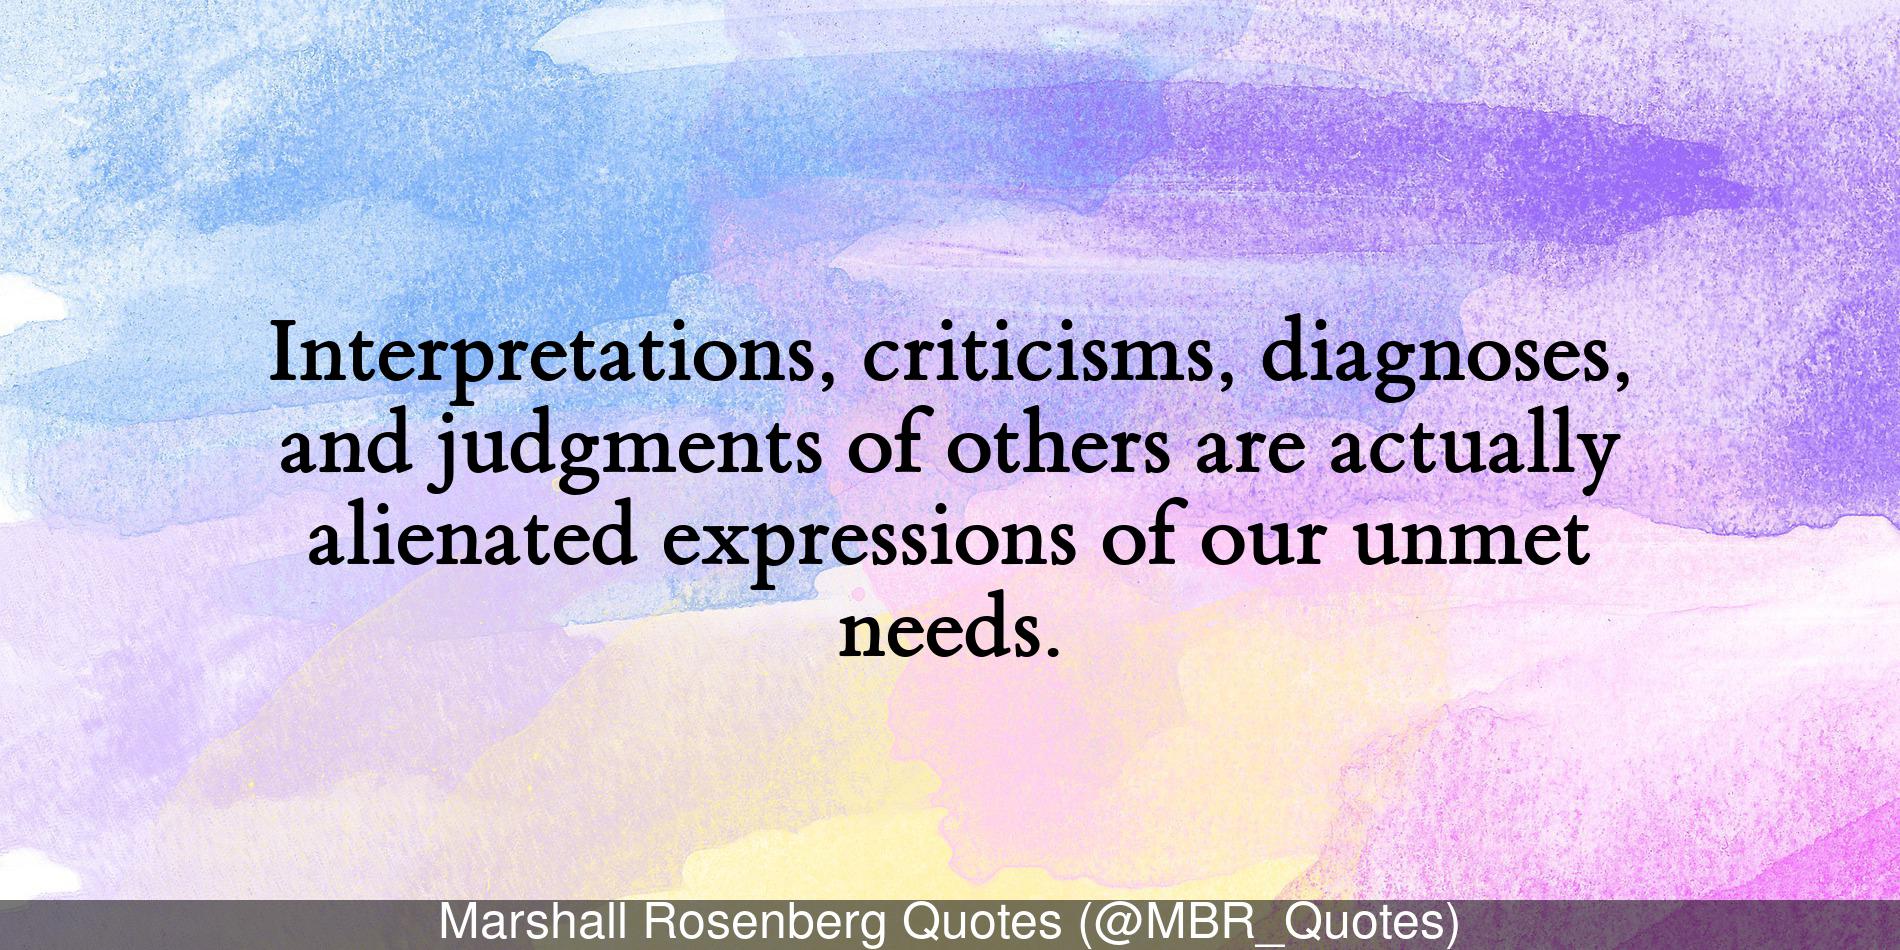 Interpretations, criticisms, diagnoses,
and judgments of others are actually
alienated expressions of our unmet
needs.
Marshall Rosenberg Quotes (@MBR_Quotes)